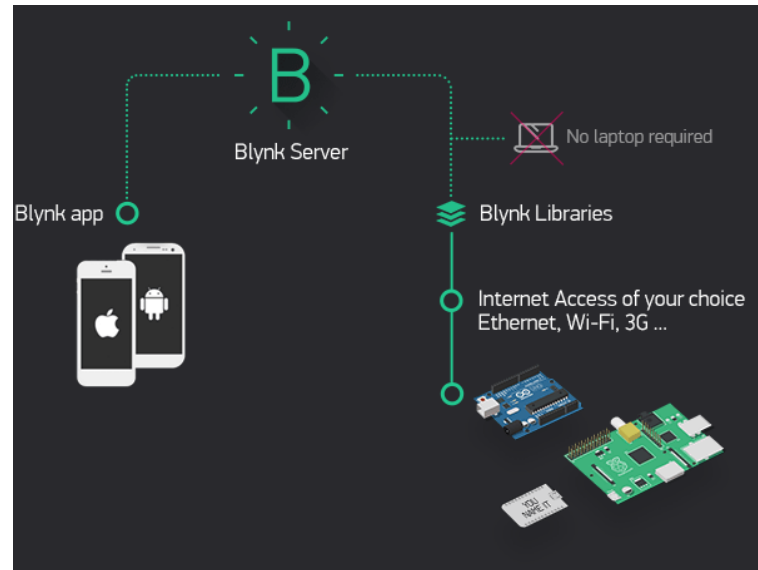 B
Blynk Server
No laptop required
Blynk app
Blynk Libraries
Internet Access of your choice
Ethernet, Wi-Fi, 3G ...
YOU
NAME IT